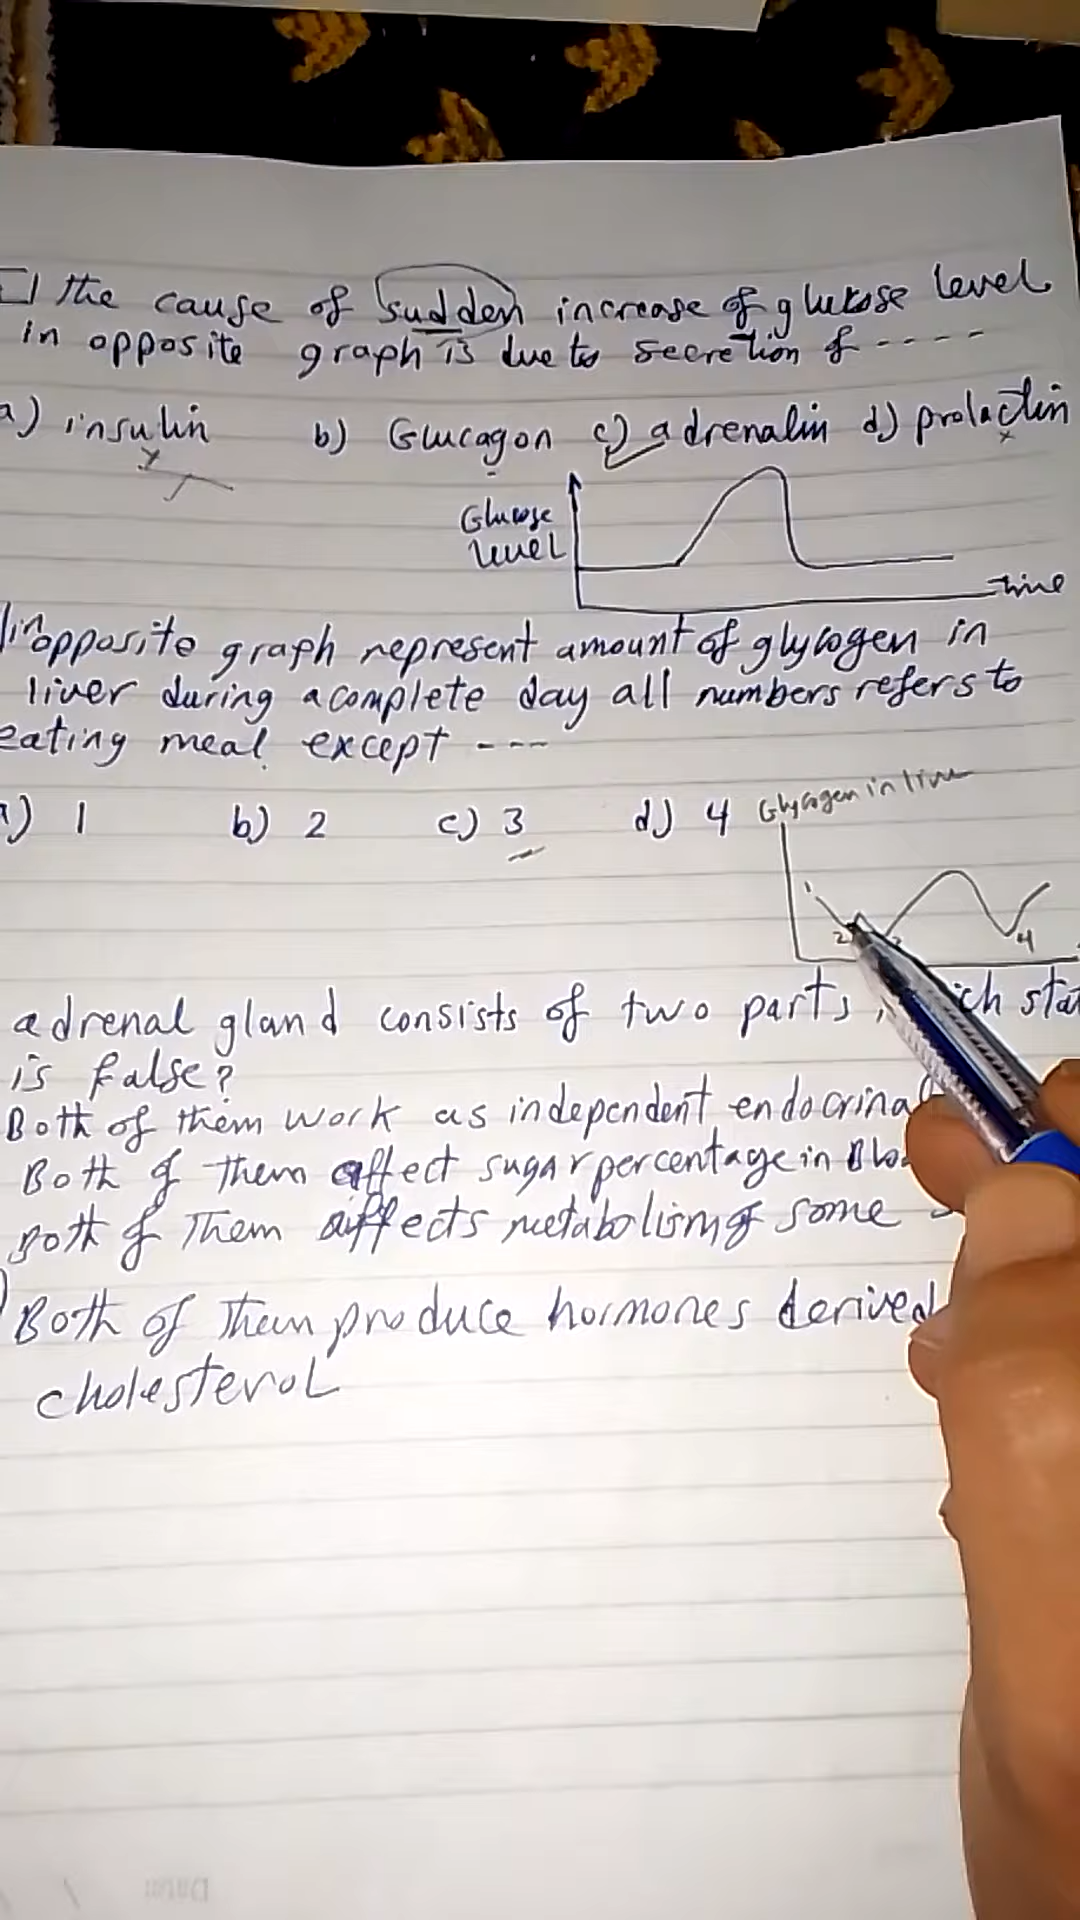 the cause of sudden increase of glucose level
in opposite graph is due to secretion of ----
a) insulin b) Glucagon c) adrenalin d) prolactin
Glucose
level
time
in opposite graph represent amount of glycogen in
liver during a complete day all numbers refers to
eating meal except ---
a) 1 b) 2 c) 3 d) 4
Glycogen in
1
2
4
adrenal gland consists of two parts,
is false?
Both of them work as independent
Both of them affect sugar percentage in
Both of them affects metabolism of some
Both of them produce hormones derived
cholesterol